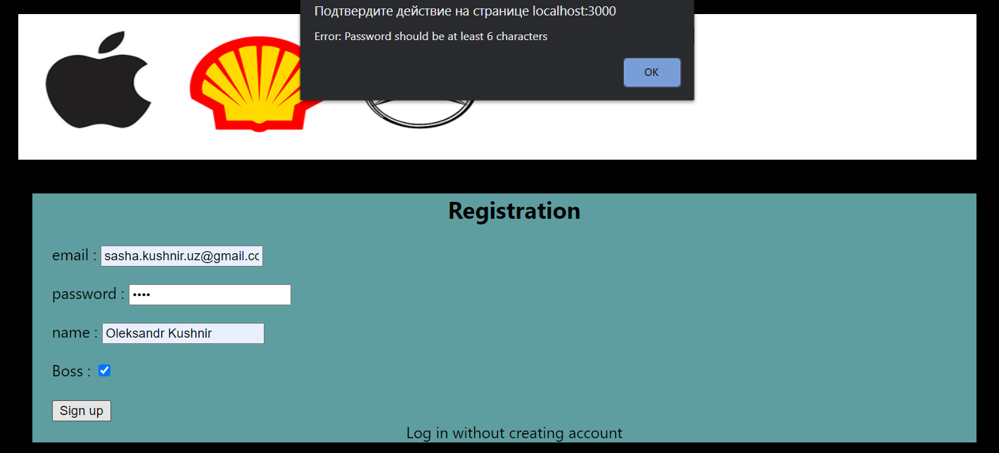 Подтвердите действие на странице localhost:3000
Error: Password should be at least 6 characters
OK
Registration
email : sasha.kushnir.uz@gmail.cc
password : ••••
name : Oleksandr Kushnir
Boss :
Sign up
Log in without creating account